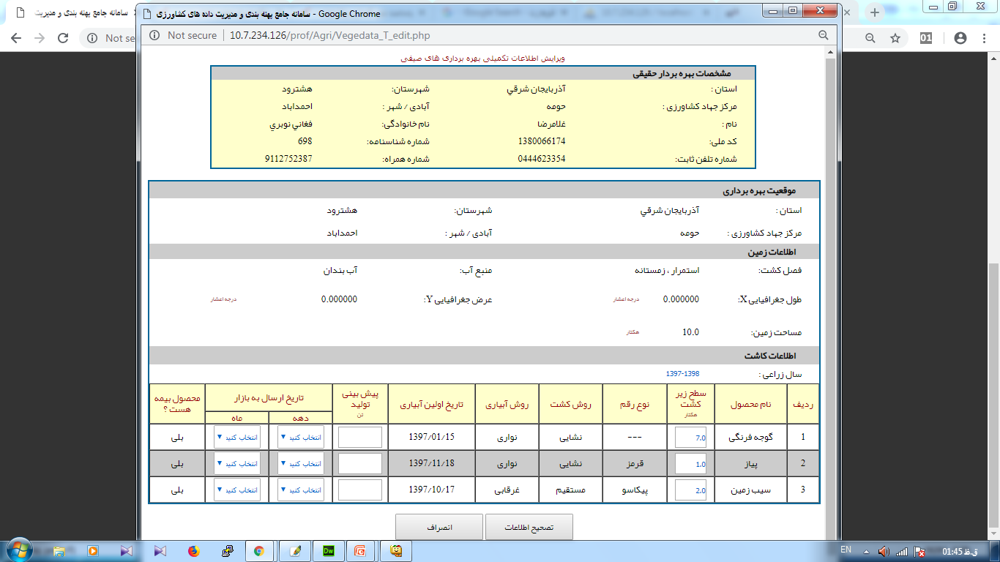 سامانه جامع پهنه بندی و مدیریت داده های کشاورزی - Google Chrome
سامانه جامع پهنه بندی و مدیریت
Not secure | 10.7.234.126/prof/Agri/Vegedata_T_edit.php
Not se
01
ویرایش اطلاعات تکمیلی بهره برداری های صیفی
مشخصات بهره بردار حقیقی
استان : آذربایجان شرقي شهرستان: هشترود
مرکز جهاد کشاورزی : حومه آبادی / شهر : احمداباد
نام : غلامرضا نام خانوادگی: فغاني نوبري
کد ملی: 1380066174 شماره شناسنامه: 698
شماره تلفن ثابت: 0444623354 شماره همراه: 9112752387
موقعیت بهره برداری
استان : آذربایجان شرقي شهرستان: هشترود
مرکز جهاد کشاورزی : حومه آبادی / شهر : احمداباد
اطلاعات زمین
فصل کشت: استمرار ، زمستانه منبع آب: آب بندان
طول جغرافیایی X: 0.000000 درجه اعشار عرض جغرافیایی Y: 0.000000 درجه اعشار
مساحت زمین: 10.0 هکتار
اطلاعات کاشت
سال زراعی : 1397-1398
ردیف نام محصول سطح زیر کشت هکتار نوع رقم روش کشت روش آبیاری تاریخ اولین آبیاری پیش بینی تولید تن تاریخ ارسال به بازار محصول بیمه هست ؟
دهه ماه
1 گوجه فرنگی 7.0 --- نشایی نواری 1397/01/15 انتخاب کنید انتخاب کنید بلی
2 پیاز 1.0 قرمز نشایی نواری 1397/11/18 انتخاب کنید انتخاب کنید بلی
3 سیب زمین 2.0 پیکاسو مستقیم غرقابی 1397/10/17 انتخاب کنید انتخاب کنید بلی
تصحیح اطلاعات انصراف
Dw
EN
01:45 ق.ظ